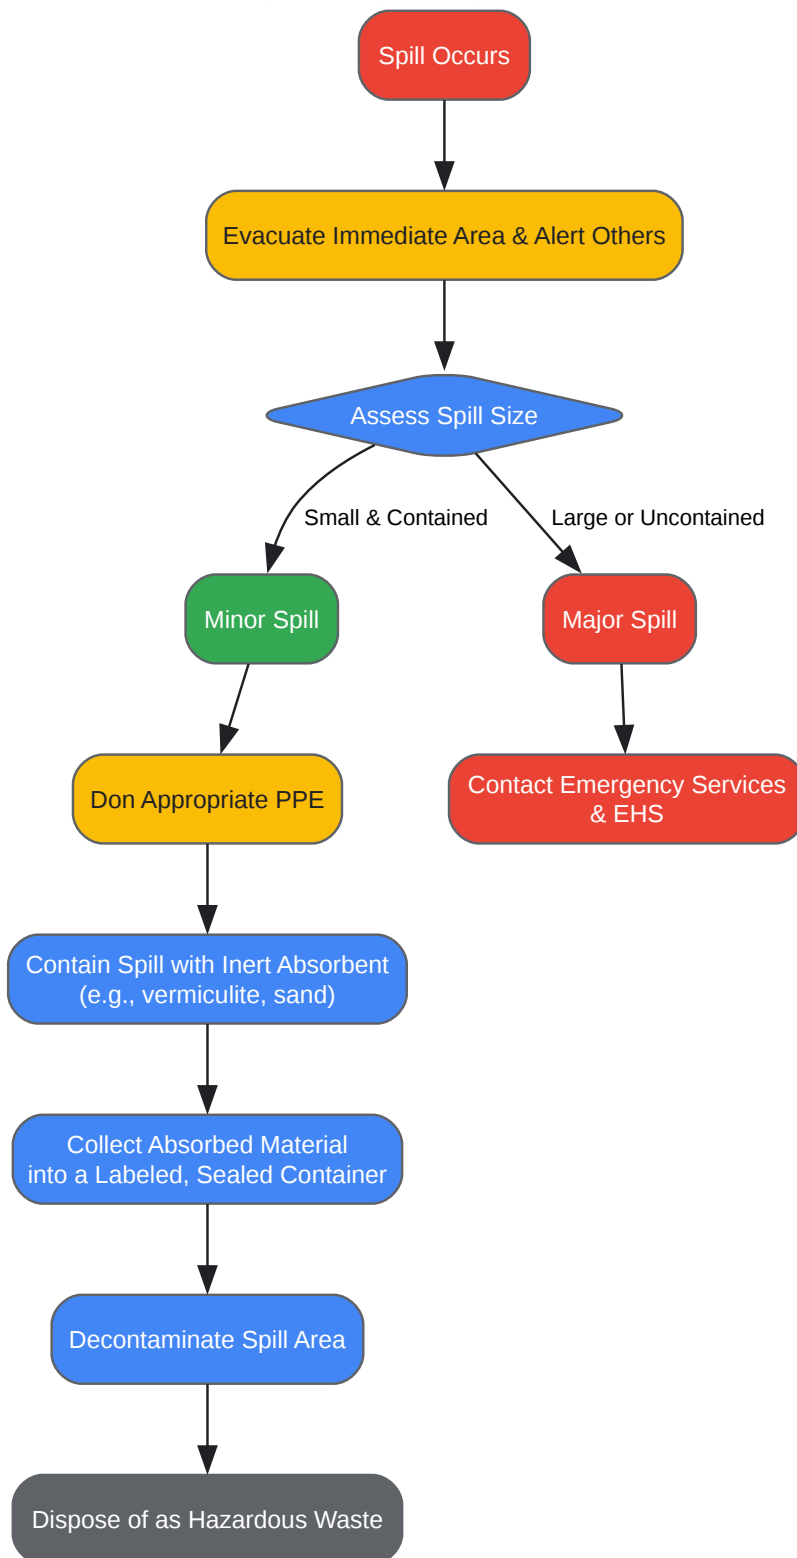 Spill Occurs
Evacuate Immediate Area & Alert Others
Assess Spill Size
Small & Contained
Large or Uncontained
Minor Spill
Major Spill
Don Appropriate PPE
Contact Emergency Services
& EHS
Contain Spill with Inert Absorbent
(e.g., vermiculite, sand)
Collect Absorbed Material
into a Labeled, Sealed Container
Decontaminate Spill Area
Dispose of as Hazardous Waste